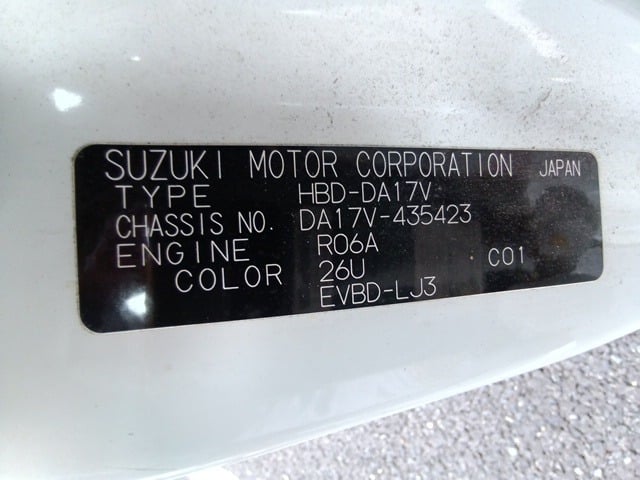 SUZUKI MOTOR CORPORATION JAPAN
TYPE HBD-DA17V
CHASSIS NO. DA17V-435423
ENGINE R06A C01
COLOR 26U
EVBD-LJ3